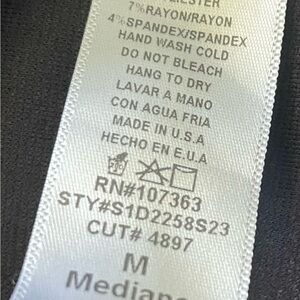 7%RAYON/RAYON
4%SPANDEX/SPANDEX
HAND WASH COLD
DO NOT BLEACH
HANG TO DRY
LAVAR A MANO
CON AGUA FRIA
MADE IN U.S.A
HECHO EN E.U.A
RN#107363
STY#S1D2258S23
CUT# 4897
M